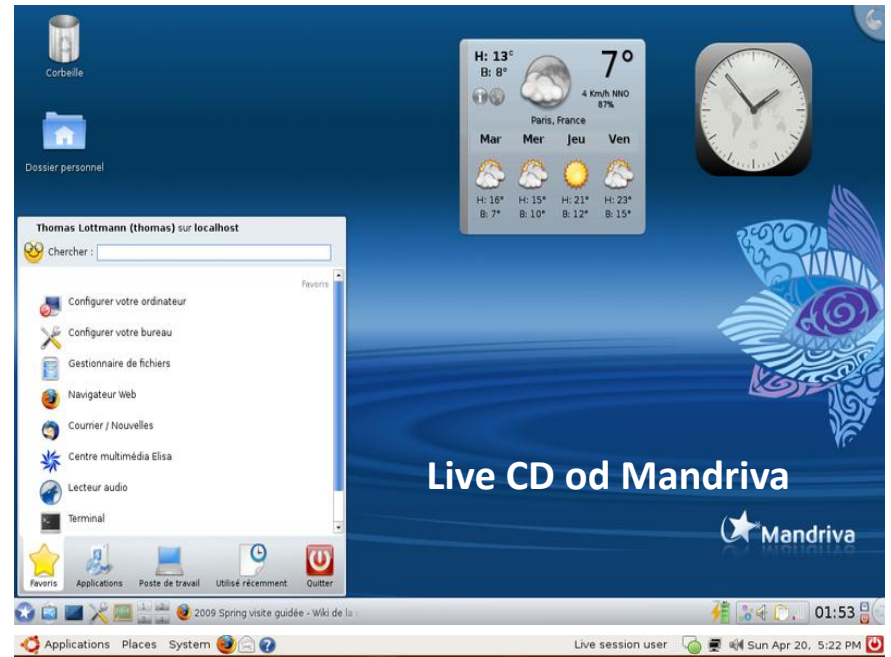 Corbeille
Dossier personnel
H: 13°
B: 8°
7°
4 Km/h NNO
87%
Paris, France
Mar Mer Jeu Ven
H: 16° H: 15° H: 21° H: 23°
B: 7° B: 10° B: 12° B: 15°
Thomas Lottmann (thomas) sur localhost
Chercher :
Favoris
Configurer votre ordinateur
Configurer votre bureau
Gestionnaire de fichiers
Navigateur Web
Courrier / Nouvelles
Centre multimédia Elisa
Lecteur audio
Terminal
Favoris Applications Poste de travail Utilisé récemment Quitter
Live CD od Mandriva
Mandriva
2009 Spring visite guidée - Wiki de la
01:53
Applications Places System
Live session user
Sun Apr 20, 5:22 PM